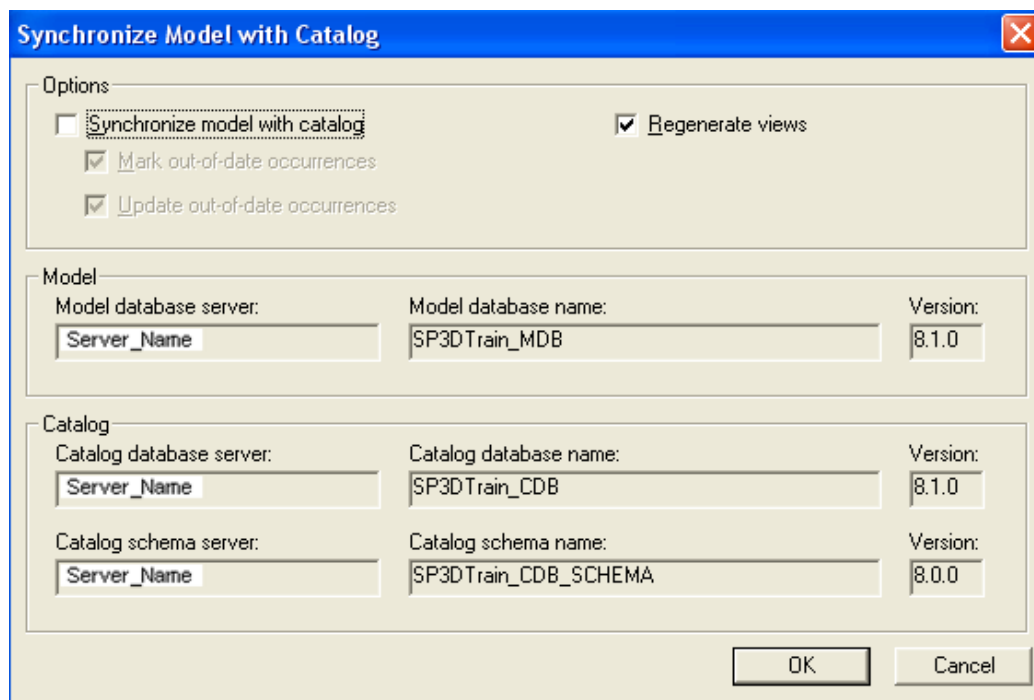 Synchronize Model with Catalog
Options
Synchronize model with catalog
Regenerate views
Mark out-of-date occurrences
Update out-of-date occurrences
Model
Model database server: Model database name: Version:
Server_Name SP3DTrain_MDB 8.1.0
Catalog
Catalog database server: Catalog database name: Version:
Server_Name SP3DTrain_CDB 8.1.0
Catalog schema server: Catalog schema name: Version:
Server_Name SP3DTrain_CDB_SCHEMA 8.0.0
OK Cancel